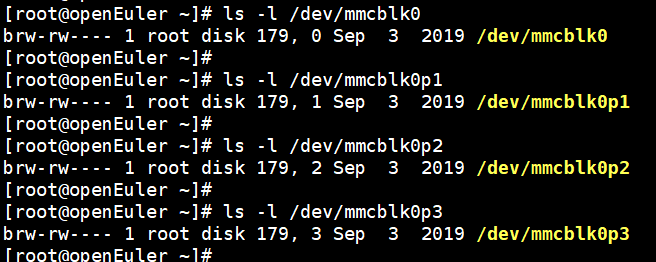 [root@openEuler ~]# ls -l /dev/mmcblk0
brw-rw---- 1 root disk 179, 0 Sep  3  2019 /dev/mmcblk0
[root@openEuler ~]#
[root@openEuler ~]# ls -l /dev/mmcblk0p1
brw-rw---- 1 root disk 179, 1 Sep  3  2019 /dev/mmcblk0p1
[root@openEuler ~]#
[root@openEuler ~]# ls -l /dev/mmcblk0p2
brw-rw---- 1 root disk 179, 2 Sep  3  2019 /dev/mmcblk0p2
[root@openEuler ~]#
[root@openEuler ~]# ls -l /dev/mmcblk0p3
brw-rw---- 1 root disk 179, 3 Sep  3  2019 /dev/mmcblk0p3
[root@openEuler ~]#